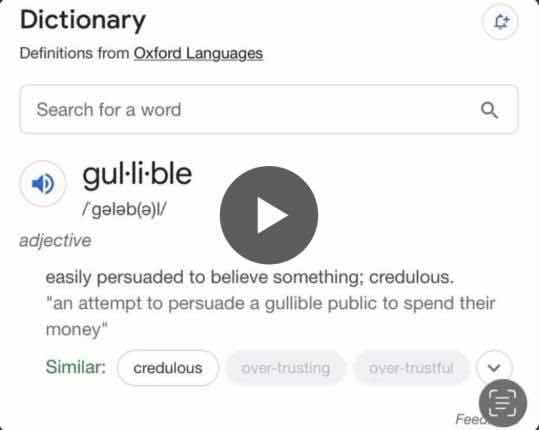 Dictionary
Definitions from Oxford Languages
Search for a word
gul·li·ble
/ˈɡələb(ə)l/
adjective
easily persuaded to believe something; credulous.
"an attempt to persuade a gullible public to spend their
money"
Similar: credulous over-trusting over-trustful